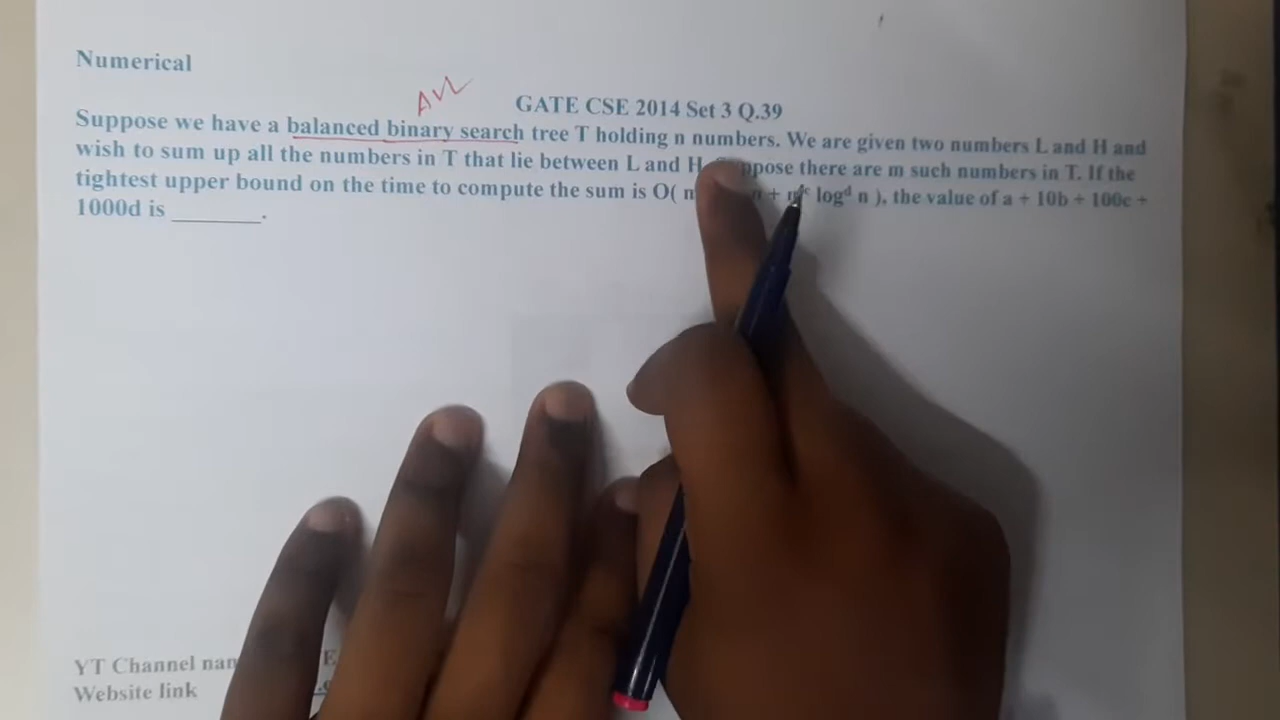 Numerical
AVL
GATE CSE 2014 Set 3 Q.39
Suppose we have a balanced binary search tree T holding n numbers. We are given two numbers L and H and
wish to sum up all the numbers in T that lie between L and H. Suppose there are m such numbers in T. If the
tightest upper bound on the time to compute the sum is O( n + logᵈ n ), the value of a + 10b + 100c +
1000d is ________.
YT Channel
Website link